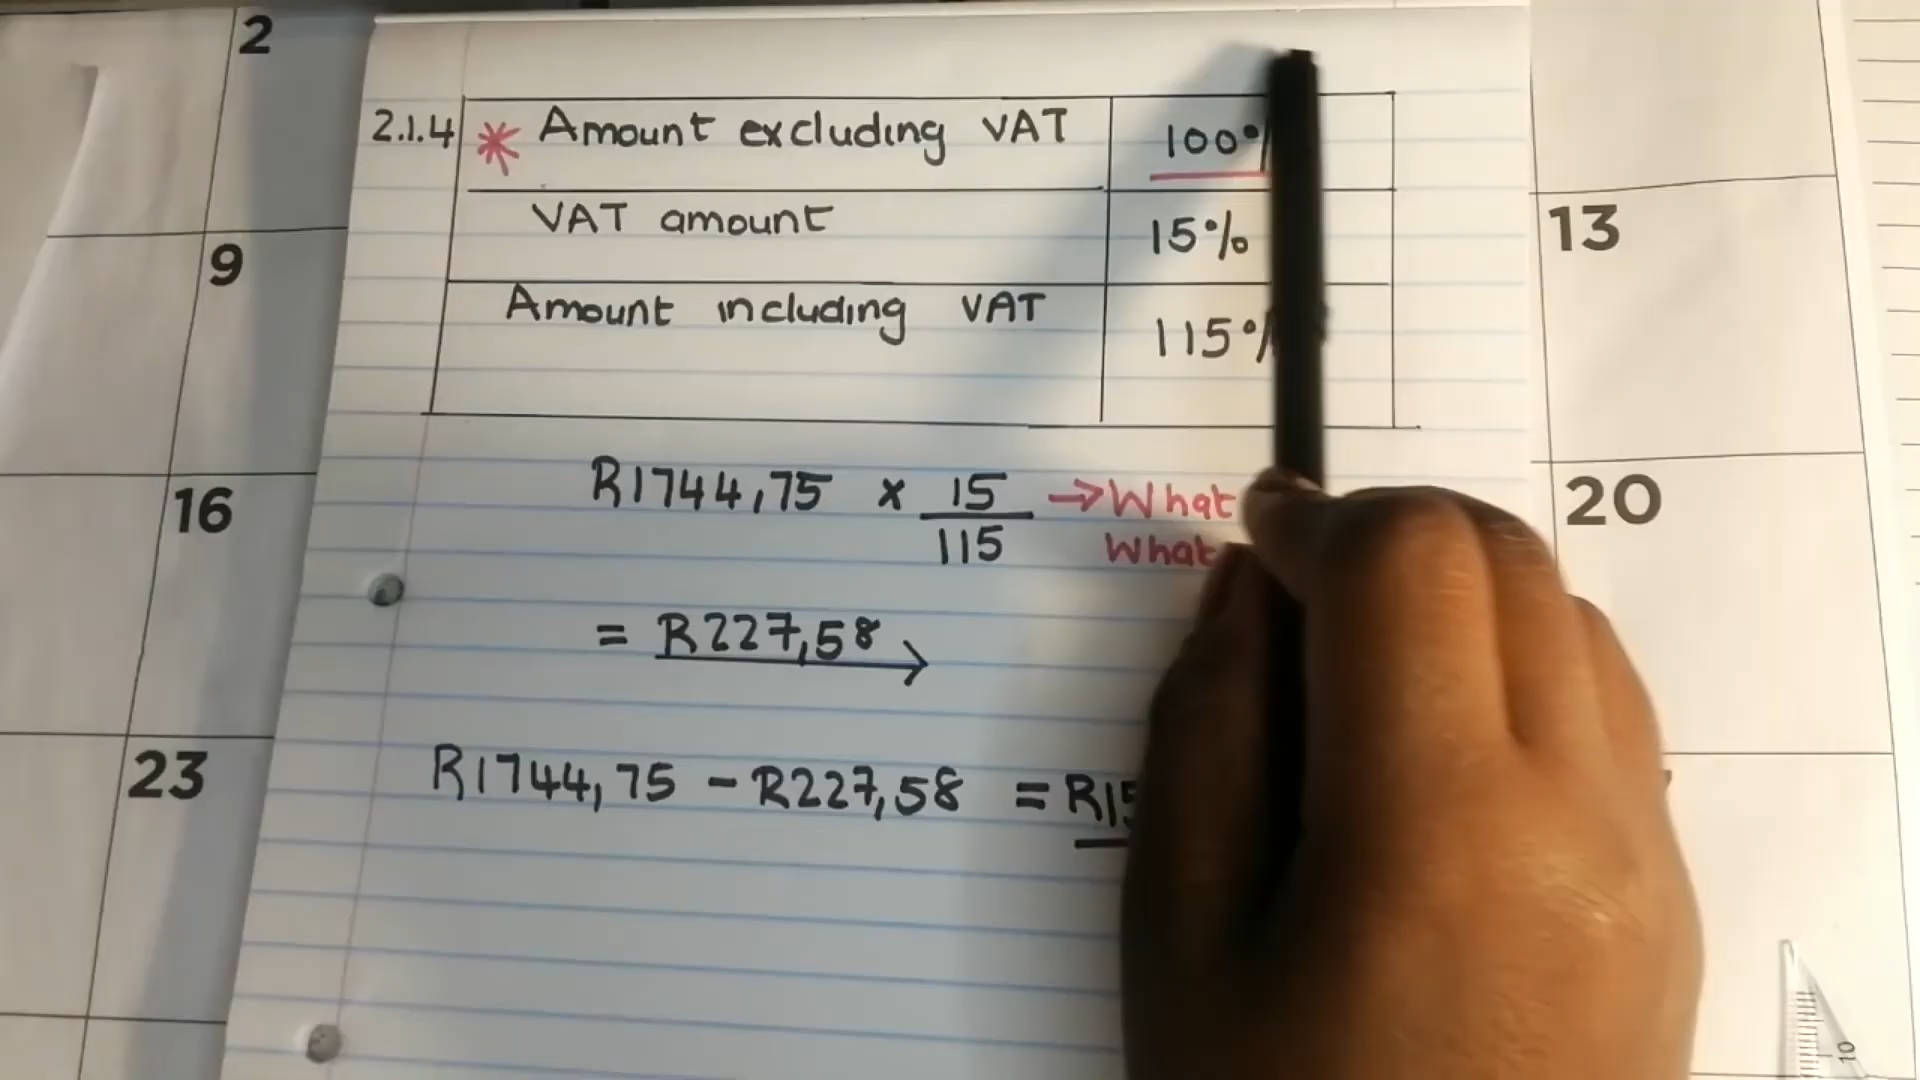 2
9
16
23
13
20
2.1.4 * Amount excluding VAT 100%
VAT amount 15%
Amount including VAT 115%
R1744,75 × 15/115 → What
What
= R227,58
R1744,75 - R227,58 = R15
10